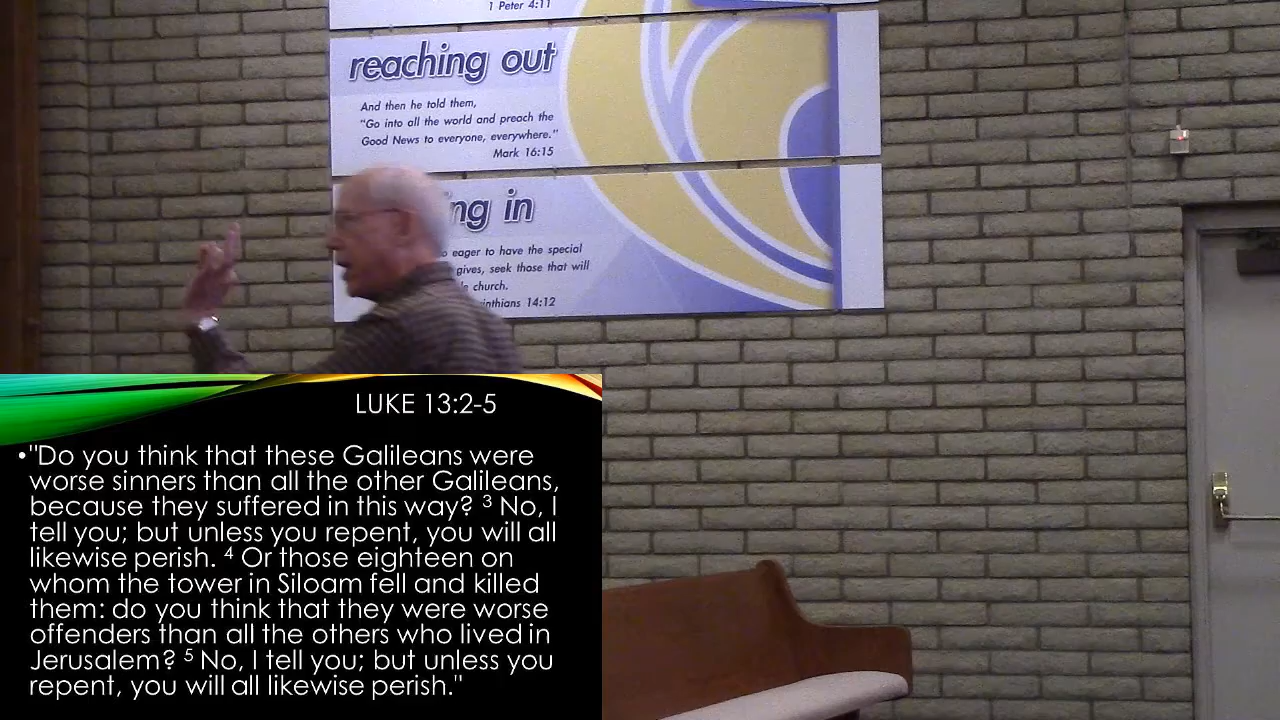 1 Peter 4:11
reaching out
And then he told them,
"Go into all the world and preach the
Good News to everyone, everywhere."
Mark 16:15
in
eager to have the special
gives, seek those that will
church.
14:12
LUKE 13:2-5
•"Do you think that these Galileans were
worse sinners than all the other Galileans,
because they suffered in this way? ³ No, I
tell you; but unless you repent, you will all
likewise perish. ⁴ Or those eighteen on
whom the tower in Siloam fell and killed
them: do you think that they were worse
offenders than all the others who lived in
Jerusalem? ⁵ No, I tell you; but unless you
repent, you will all likewise perish."